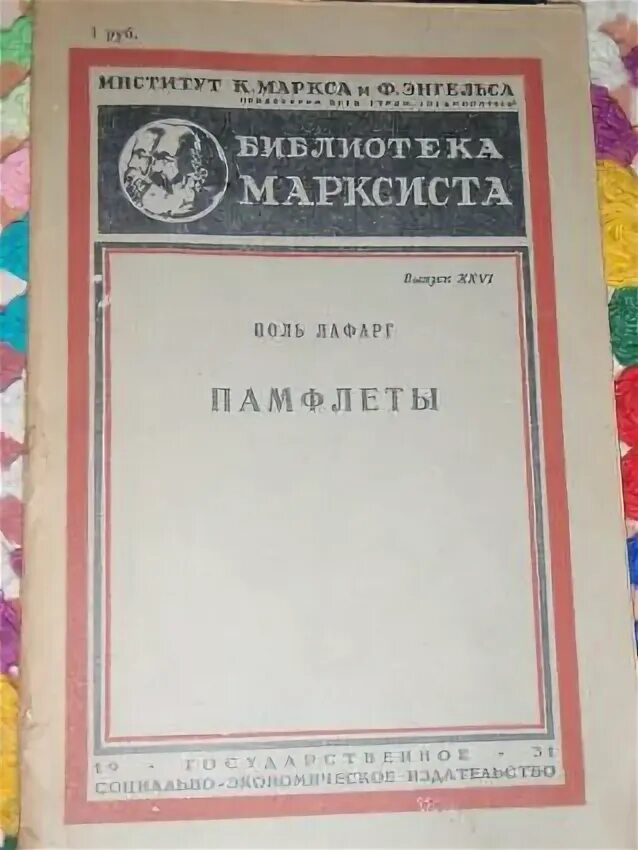 1 руб.
ИНСТИТУТ К. МАРКСА и Ф. ЭНГЕЛЬСА
БИБЛИОТЕКА
МАРКСИСТА
Выпуск XXVI
ПОЛЬ ЛАФАРГ
ПАМФЛЕТЫ
19 - ГОСУДАРСТВЕННОЕ - 31
СОЦИАЛЬНО-ЭКОНОМИЧЕСКОЕ ИЗДАТЕЛЬСТВО